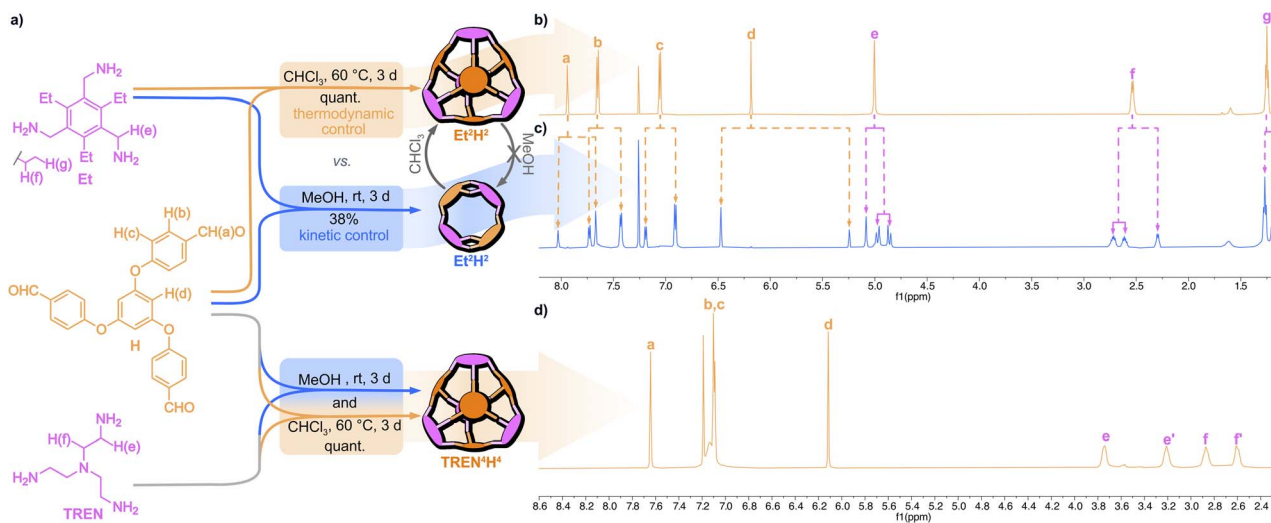 a)
NH₂
Et
Et
H₂N
H(e)
Et
NH₂
H(g)
H(f)
Et
H(b)
H(c)
CH(a)O
O
OHC
H(d)
O
O
H
CHO
NH₂
H(f)
H(e)
H₂N
N
NH₂
TREN
CHCl₃, 60 °C, 3 d
quant.
thermodynamic
control
vs.
MeOH, rt, 3 d
38%
kinetic control
Et²H²
CHCl₃
MeOH
Et²H²
MeOH , rt, 3 d
and
CHCl₃, 60 °C, 3 d
quant.
TREN⁴H⁴
b)
a
b
c
d
e
f
g
c)
8.0 7.5 7.0 6.5 6.0 5.5 5.0 4.5 4.0 3.5 3.0 2.5 2.0 1.5
f1(ppm)
d)
a
b,c
d
e
e'
f
f'
8.6 8.4 8.2 8.0 7.8 7.6 7.4 7.2 7.0 6.8 6.6 6.4 6.2 6.0 5.8 5.6 5.4 5.2 5.0 4.8 4.6 4.4 4.2 4.0 3.8 3.6 3.4 3.2 3.0 2.8 2.6 2.4
f1(ppm)